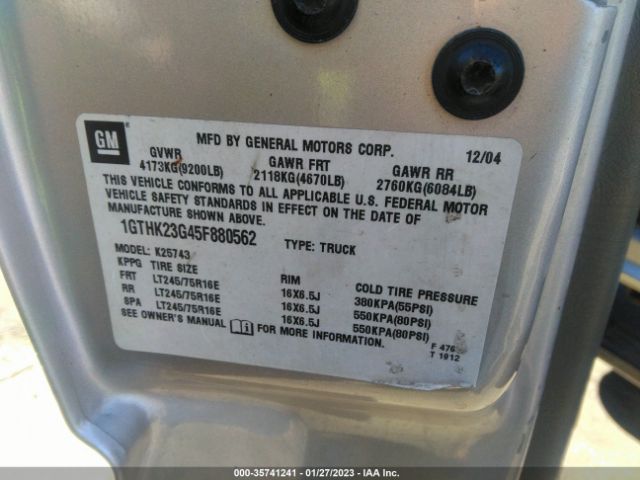 GM
MFD BY GENERAL MOTORS CORP. 12/04
GVWR GAWR FRT GAWR RR
4173KG(9200LB) 2118KG(4670LB) 2760KG(6084LB)
THIS VEHICLE CONFORMS TO ALL APPLICABLE U.S. FEDERAL MOTOR
VEHICLE SAFETY STANDARDS IN EFFECT ON THE DATE OF
MANUFACTURE SHOWN ABOVE.
1GTHK23G45F880562 TYPE: TRUCK
MODEL: K25743
KPPG TIRE SIZE RIM COLD TIRE PRESSURE
FRT LT245/75R16E 16X6.5J 380KPA(55PSI)
RR LT245/75R16E 16X6.5J 550KPA(80PSI)
SPA LT245/75R16E 16X6.5J 550KPA(80PSI)
SEE OWNER'S MANUAL FOR MORE INFORMATION.
F 476
T 1912
000-35741241 | 01/27/2023 | IAA Inc.